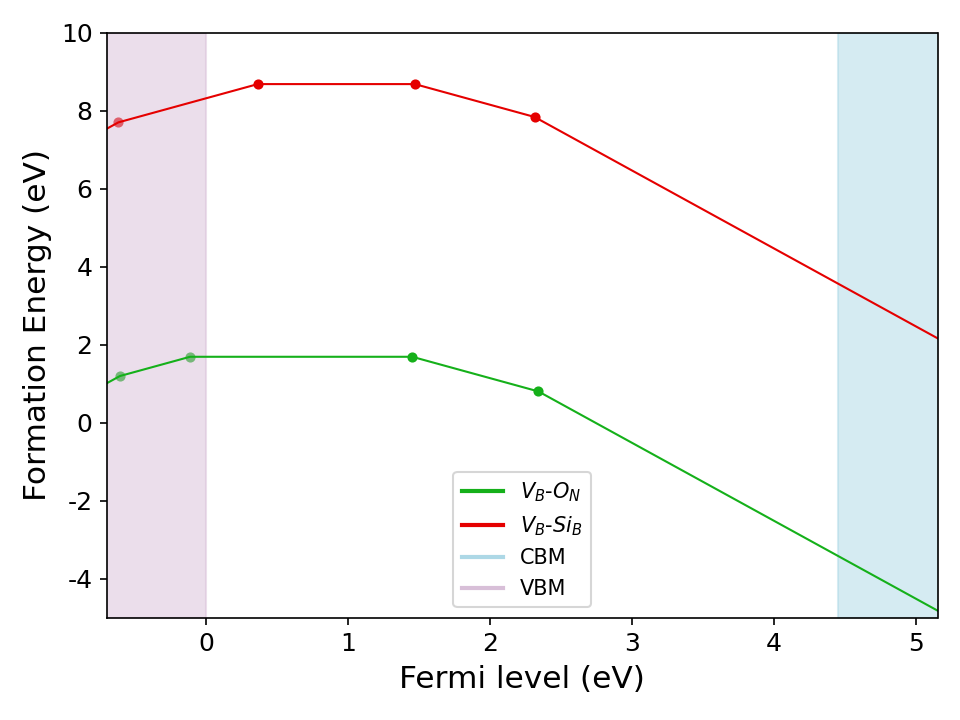 10
8
6
4
2
0
-2
-4
Formation Energy (eV)
V_B-O_N
V_B-Si_B
CBM
VBM
0 1 2 3 4 5
Fermi level (eV)